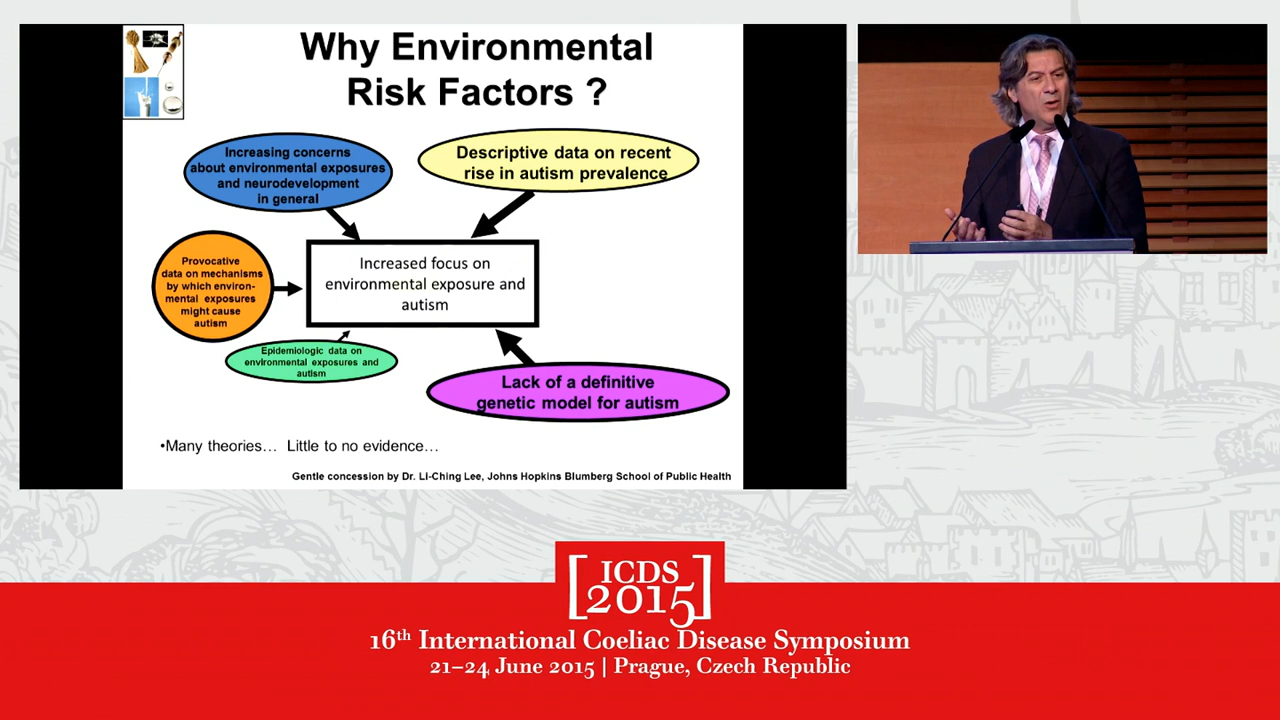 Why Environmental
Risk Factors ?
Increasing concerns
about environmental exposures
and neurodevelopment
in general
Descriptive data on recent
rise in autism prevalence
Provocative
data on mechanisms
by which environ-
mental exposures
might cause
autism
Increased focus on
environmental exposure and
autism
Epidemiologic data on
environmental exposures and
autism
Lack of a definitive
genetic model for autism
•Many theories… Little to no evidence…
Gentle concession by Dr. LI-Ching Lee, Johns Hopkins Blumberg School of Public Health
[ICDS
2015]
16th International Coeliac Disease Symposium
21–24 June 2015 | Prague, Czech Republic